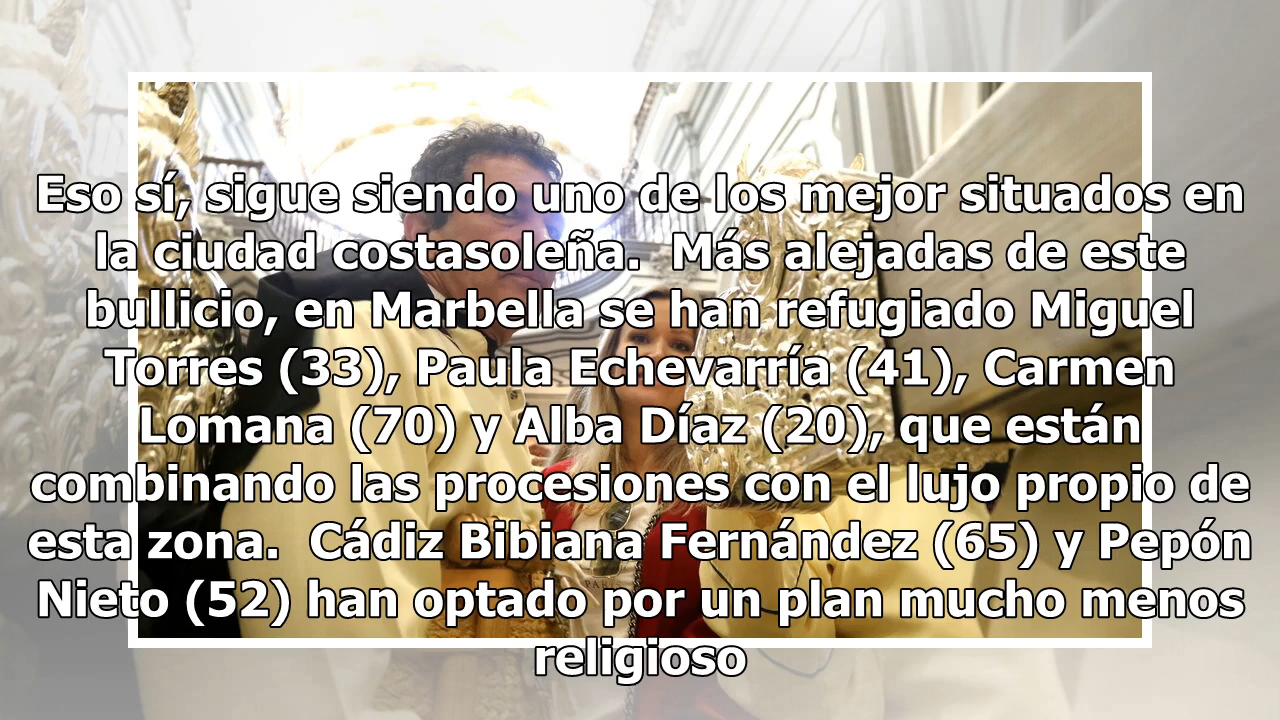 Eso sí, sigue siendo uno de los mejor situados en
la ciudad costasoleña.  Más alejadas de este
bullicio, en Marbella se han refugiado Miguel
Torres (33), Paula Echevarría (41), Carmen
Lomana (70) y Alba Díaz (20), que están
combinando las procesiones con el lujo propio de
esta zona.  Cádiz Bibiana Fernández (65) y Pepón
Nieto (52) han optado por un plan mucho menos
religioso